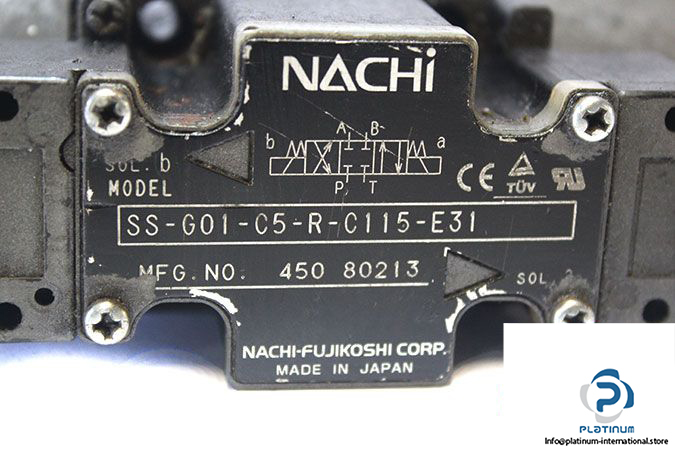 NACHi
A B
b a
P T
SOL. b
MODEL
CE TÜV
SS-G01-C5-R-C115-E31
MFG. NO. 450 80213
SOL.
NACHI-FUJIKOSHI CORP.
MADE IN JAPAN
PLATINUM
Info@platinum-international.store